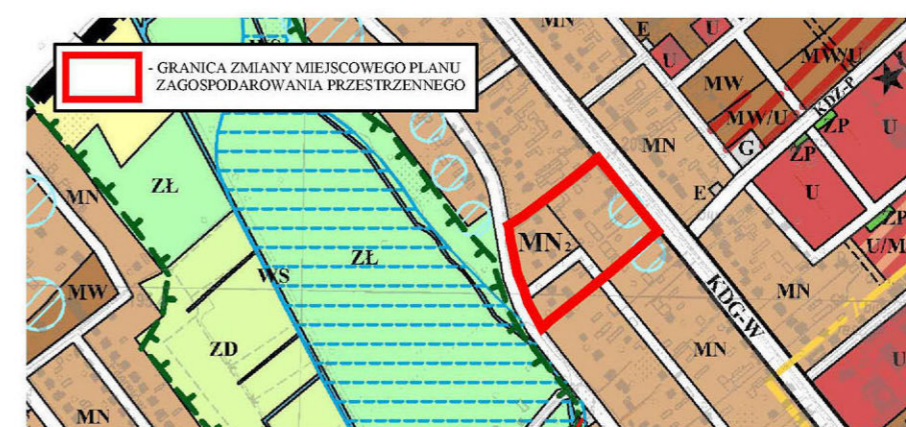 - GRANICA ZMIANY MIEJSCOWEGO PLANU
ZAGOSPODAROWANIA PRZESTRZENNEGO
MN
E
U
U
MW
MW/U
MW/U
KDZ-P
ZP
ZP
G
U
U
MN
E
ZP
ZŁ
MN
MN₂
ZŁ
WS
MW
KDG-W
MN
ZD
MN
U
MN